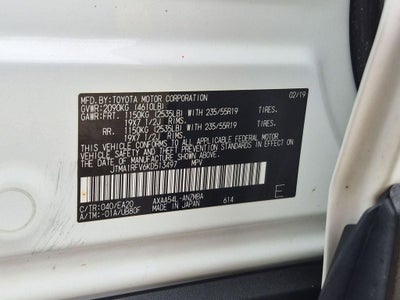 MFD. BY:TOYOTA MOTOR CORPORATION 02/19
GVWR:2090KG (4610LB)
GAWR:FRT. 1150KG (2535LB) WITH 235/55R19 TIRES.
19X7 1/2J RIMS.
RR. 1150KG (2535LB) WITH 235/55R19 TIRES.
19X7 1/2J RIMS.
THIS VEHICLE CONFORMS TO ALL APPLICABLE FEDERAL MOTOR
VEHICLE SAFETY, BUMPER, AND THEFT PREVENTION STANDARDS IN
EFFECT ON THE DATE OF MANUFACTURE SHOWN ABOVE.
JTMA1RFV6KD513497 MPV
C/TR:040/EA20 AXAA54L-ANZMBA 614 E
A/TM:-01A/UB80F MADE IN JAPAN